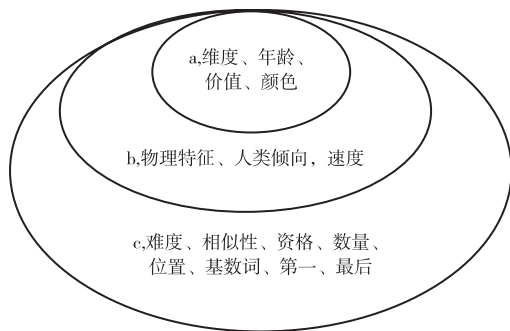 a,维度、年龄、
价值、颜色
b,物理特征、人类倾向，速度
c,难度、相似性、资格、数量、
位置、基数词、第一、最后